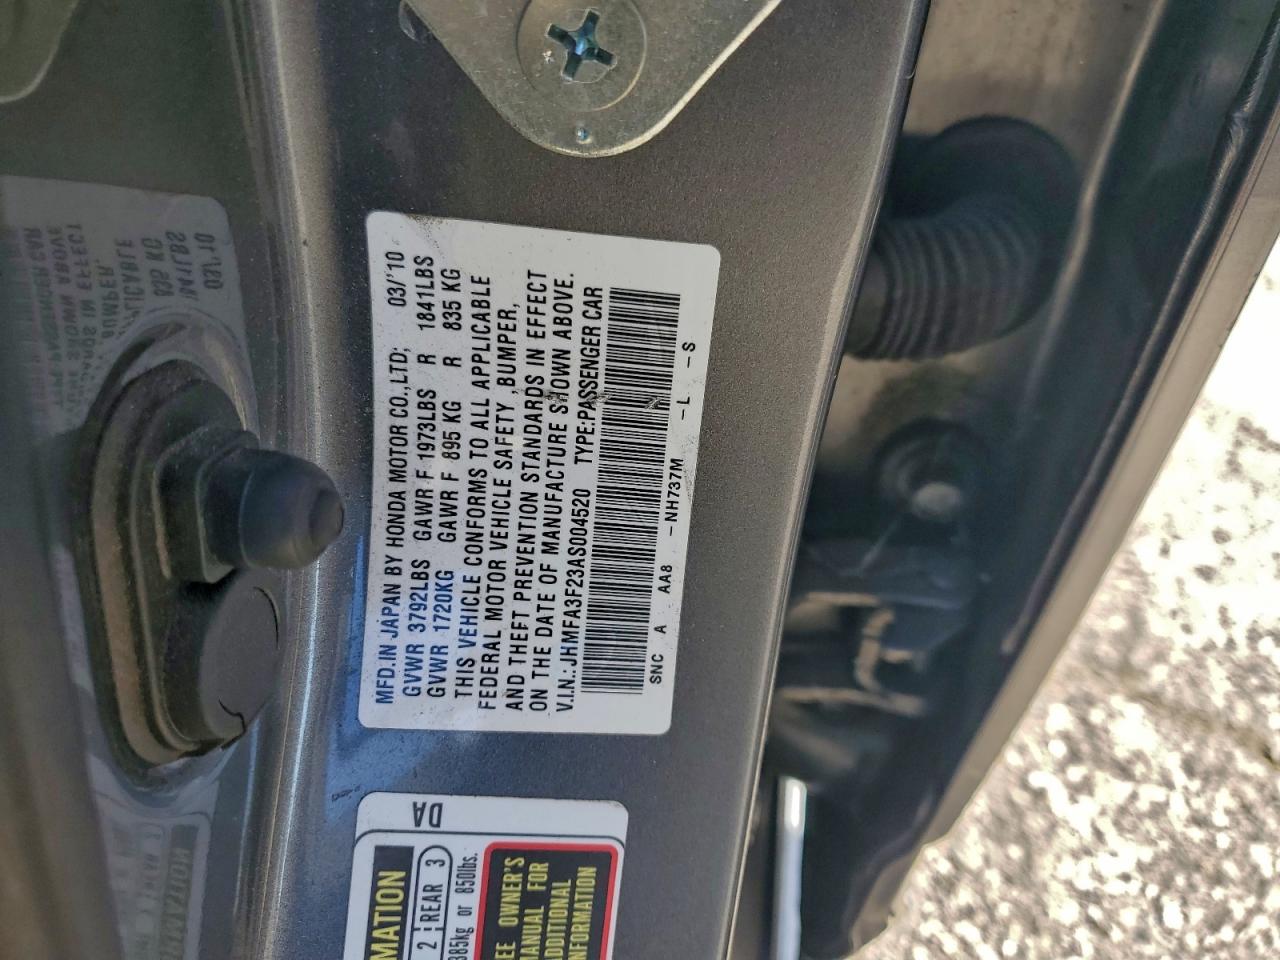 MFD.IN JAPAN BY HONDA MOTOR CO.,LTD; 03/'10
GVWR 3792LBS GAWR F 1973LBS R 1841LBS
GVWR 1720KG GAWR F 895 KG R 835 KG
THIS VEHICLE CONFORMS TO ALL APPLICABLE
FEDERAL MOTOR VEHICLE SAFETY ,BUMPER,
AND THEFT PREVENTION STANDARDS IN EFFECT
ON THE DATE OF MANUFACTURE SHOWN ABOVE.
V.I.N.:JHMFA3F23AS004520 TYPE:PASSENGER CAR
SNC A AA8 -NH737M -L -S
DA
MATION
2 REAR 3
385kg or 850lbs.
EE OWNER'S
MANUAL FOR
ADDITIONAL
NFORMATION